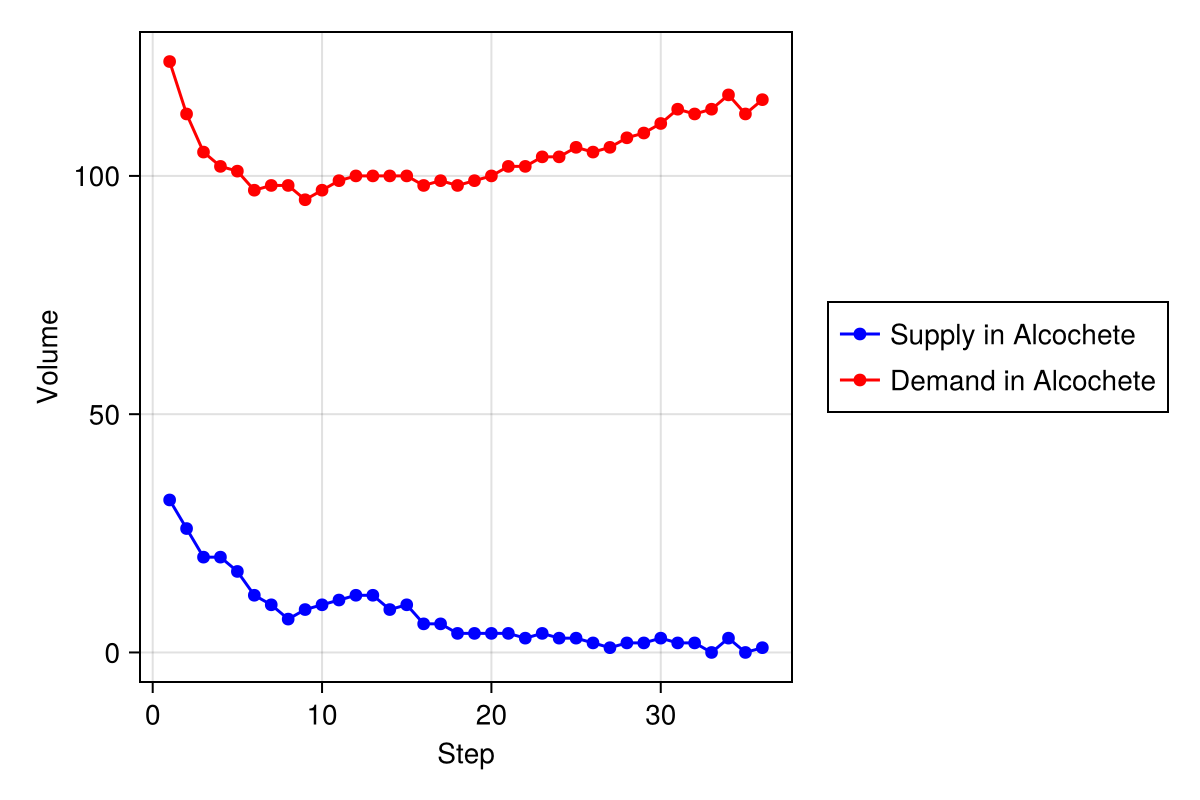 100
50
0
Volume
0 10 20 30
Step
Supply in Alcochete
Demand in Alcochete